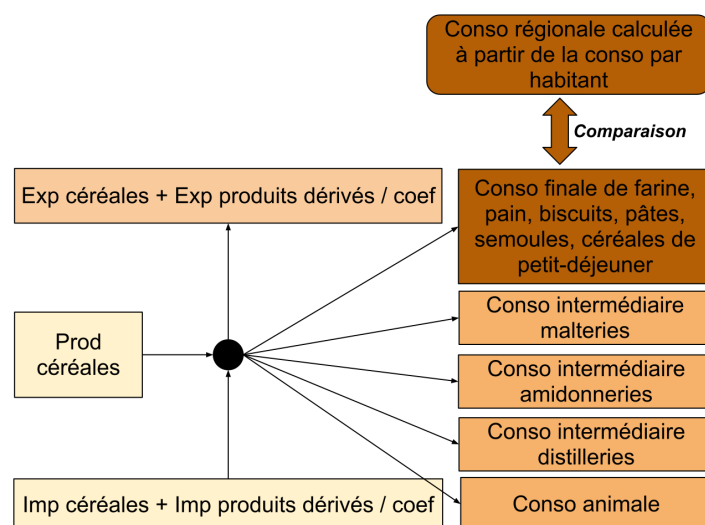 Conso régionale calculée
à partir de la conso par
habitant
Comparaison
Exp céréales + Exp produits dérivés / coef
Conso finale de farine,
pain, biscuits, pâtes,
semoules, céréales de
petit-déjeuner
Prod
céréales
Conso intermédiaire
malteries
Conso intermédiaire
amidonneries
Conso intermédiaire
distilleries
Imp céréales + Imp produits dérivés / coef
Conso animale